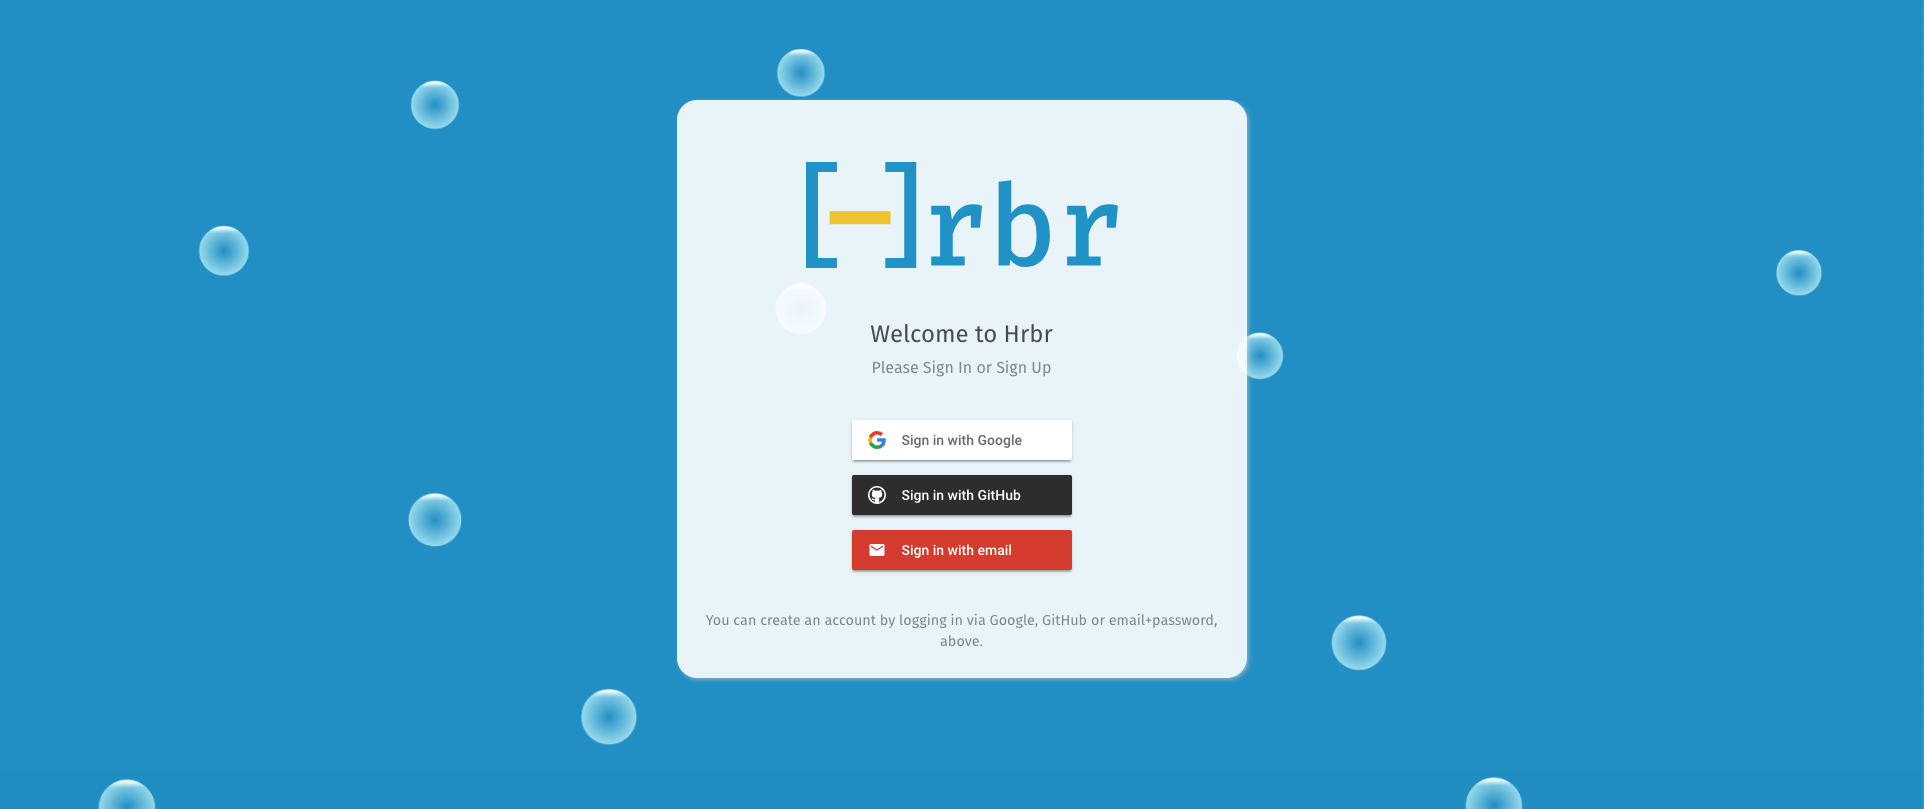 [-]rbr
Welcome to Hrbr
Please Sign In or Sign Up
Sign in with Google
Sign in with GitHub
Sign in with email
You can create an account by logging in via Google, GitHub or email+password,
above.